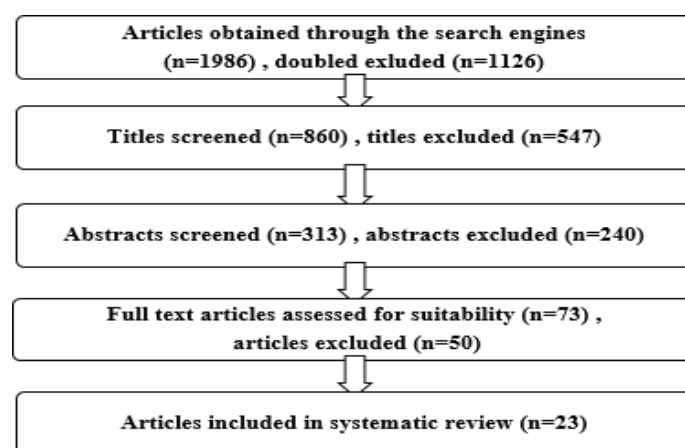 Articles obtained through the search engines
(n=1986) , doubled exluded (n=1126)
Titles screened (n=860) , titles excluded (n=547)
Abstracts screened (n=313) , abstracts excluded (n=240)
Full text articles assessed for suitability (n=73) ,
articles excluded (n=50)
Articles included in systematic review (n=23)